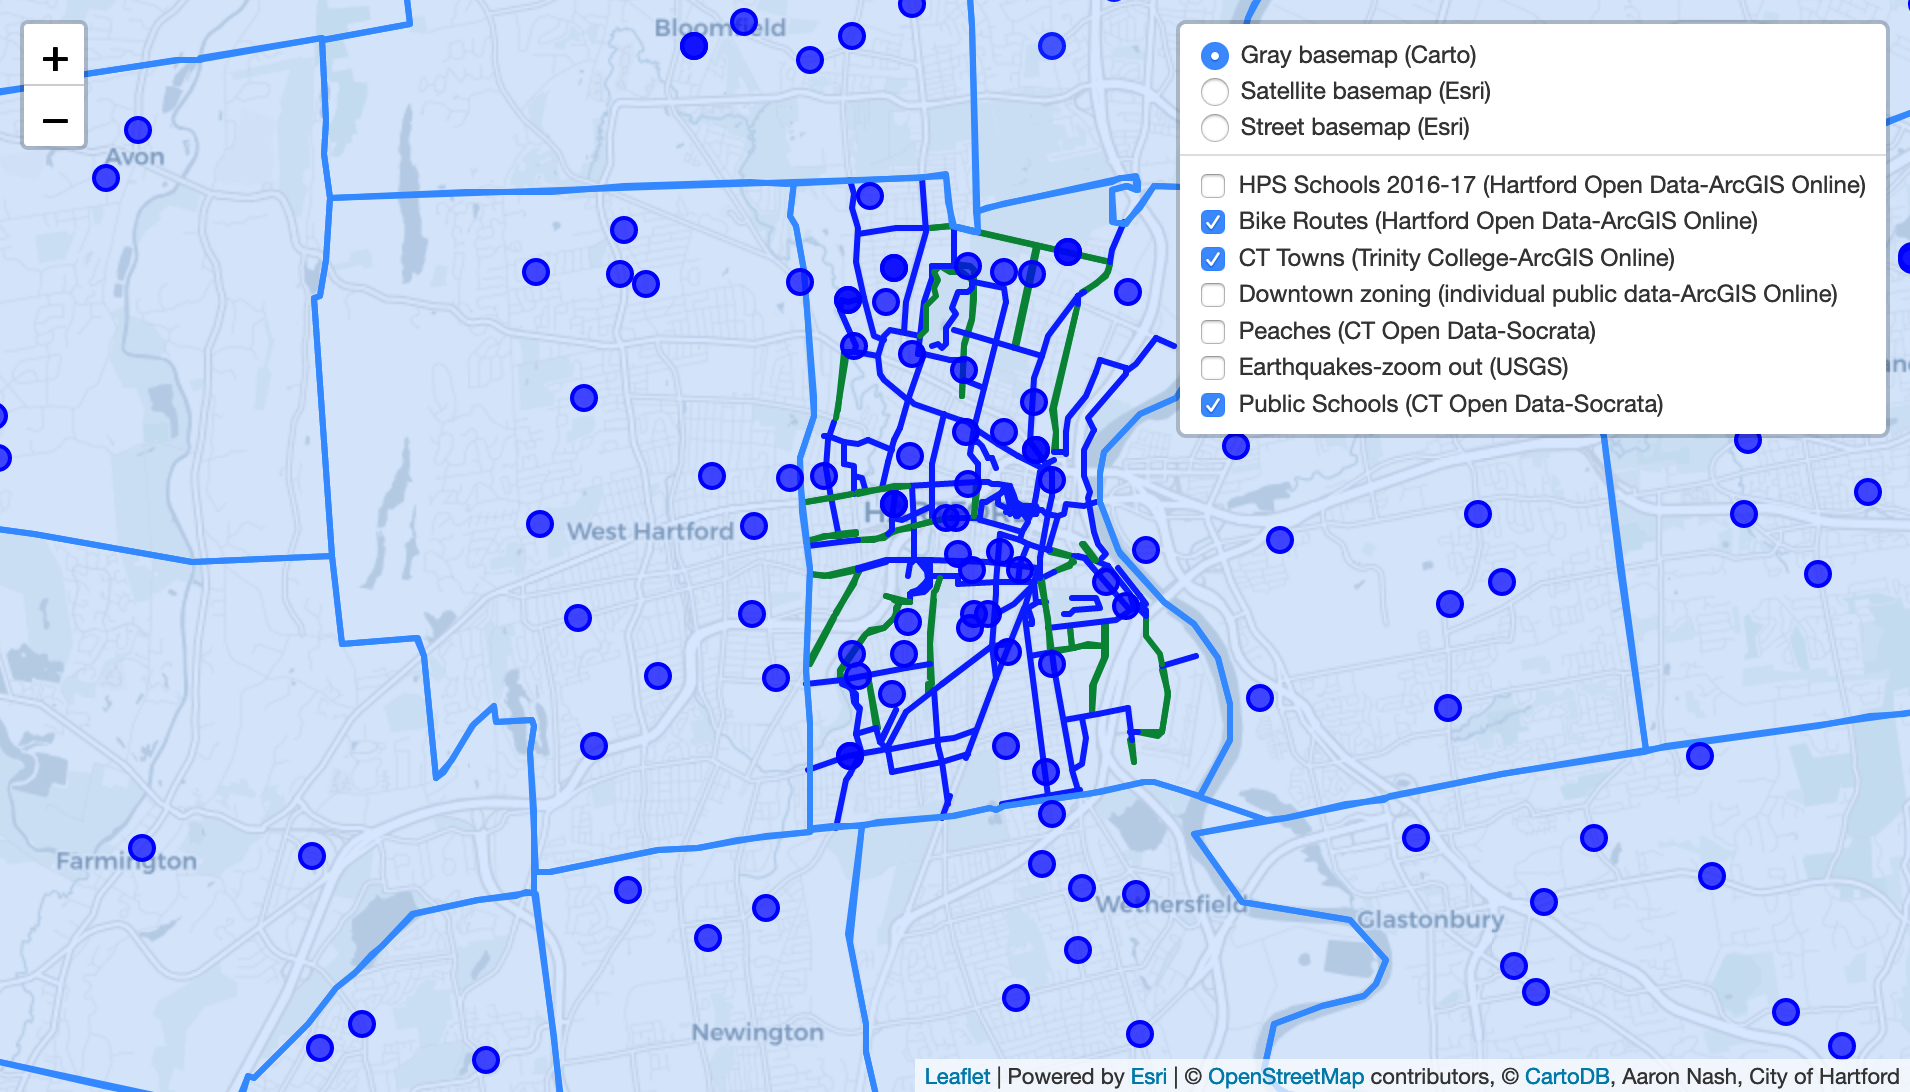 +
−
Bloomfield
Avon
Gray basemap (Carto)
Satellite basemap (Esri)
Street basemap (Esri)
HPS Schools 2016-17 (Hartford Open Data-ArcGIS Online)
Bike Routes (Hartford Open Data-ArcGIS Online)
CT Towns (Trinity College-ArcGIS Online)
Downtown zoning (individual public data-ArcGIS Online)
Peaches (CT Open Data-Socrata)
Earthquakes-zoom out (USGS)
Public Schools (CT Open Data-Socrata)
West Hartford
Farmington
Wethersfield
Glastonbury
Newington
Leaflet | Powered by Esri | © OpenStreetMap contributors, © CartoDB, Aaron Nash, City of Hartford